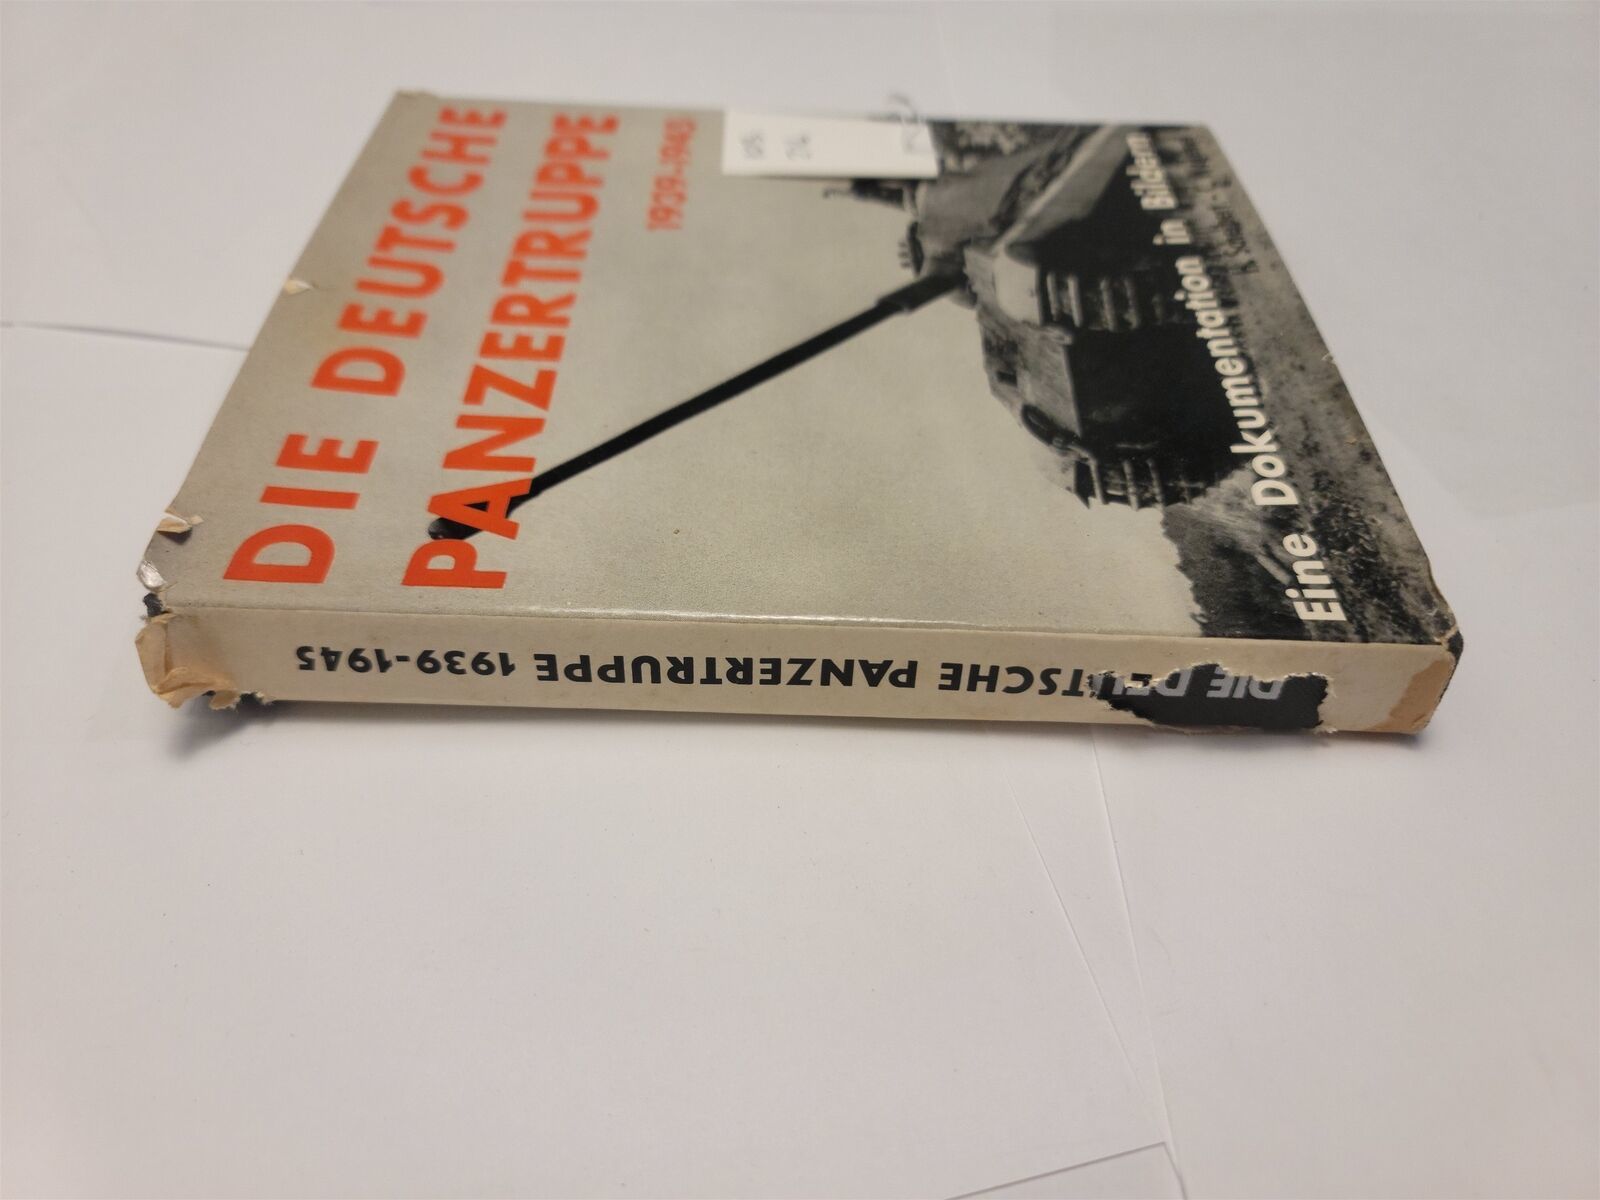 DIE DEUTSCHE
PANZERTRUPPE
1939-1945
Eine Dokumentation in Bildern
DIE DEUTSCHE PANZERTRUPPE 1939-1945